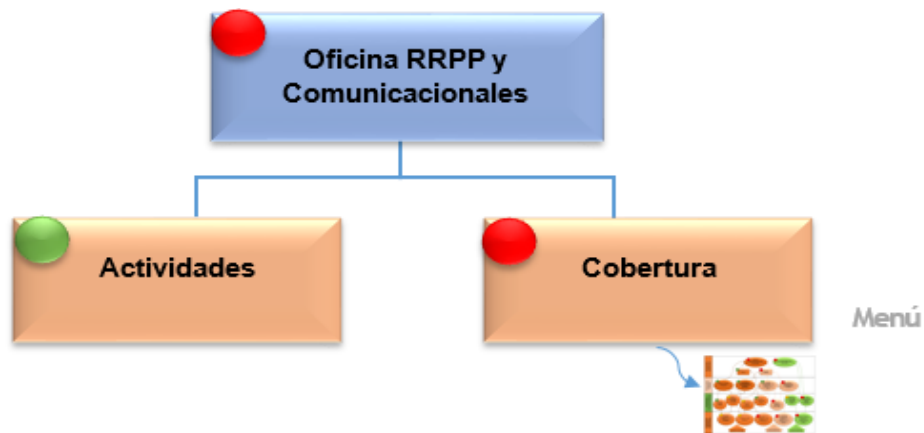 Oficina RRPP y
Comunicacionales
Actividades
Cobertura
Menú